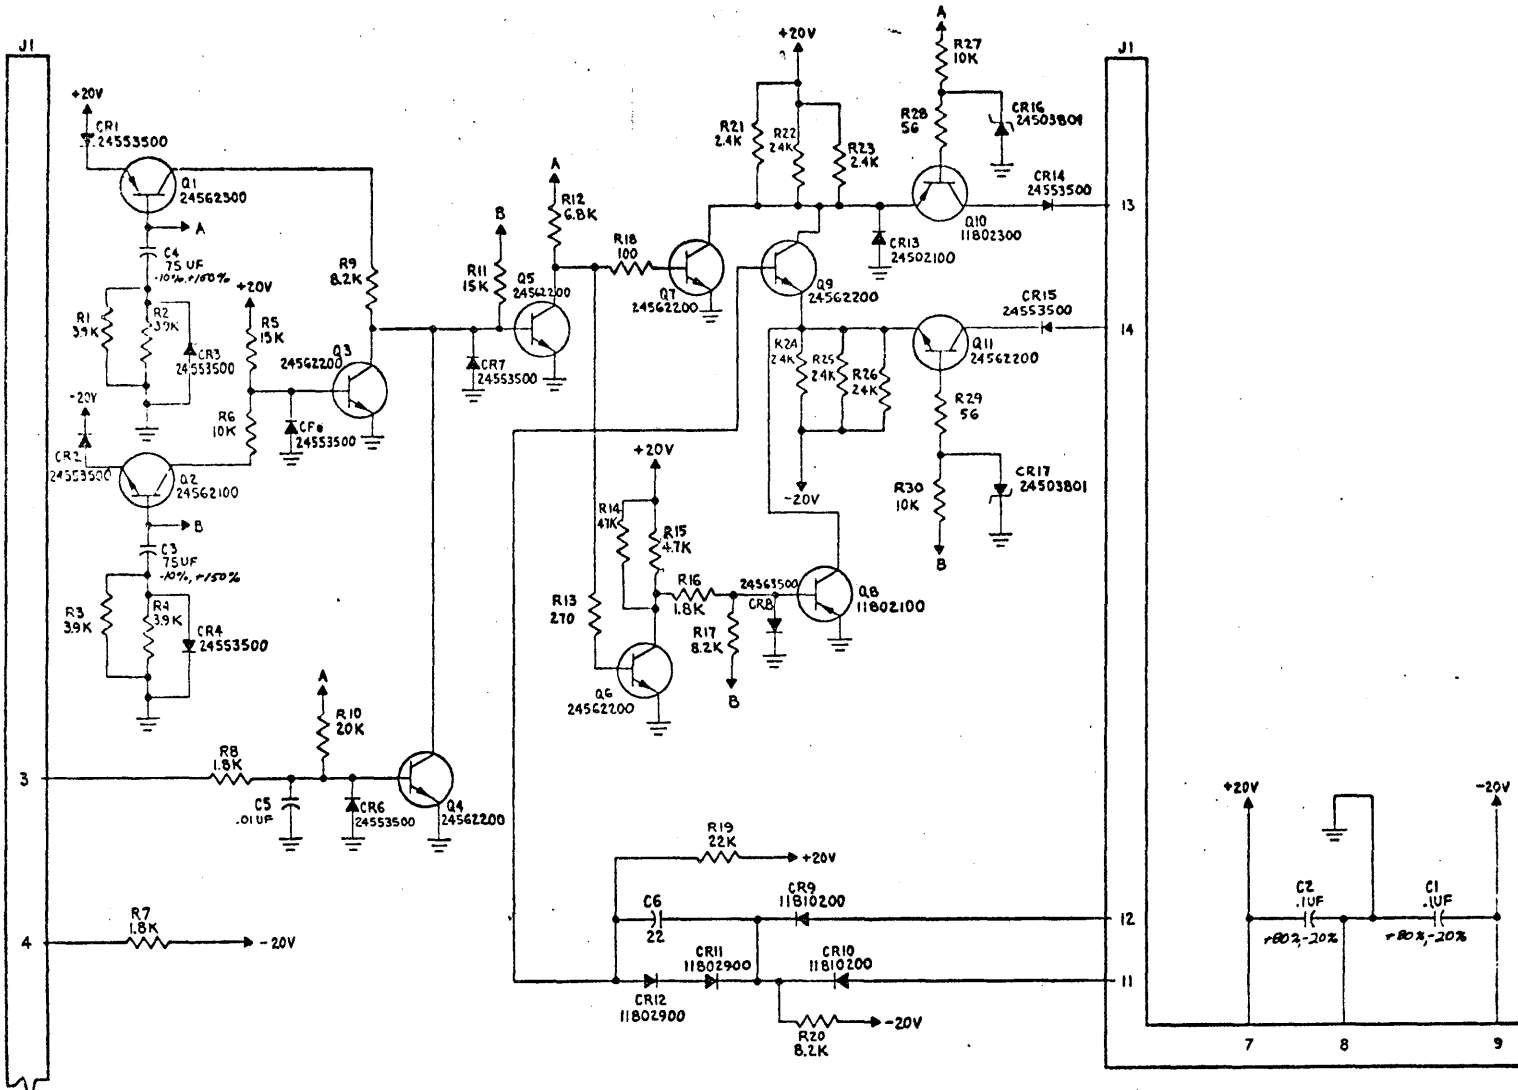 J1
+20V
CR1
24553500
Q1
24562300
A
C4
75 UF
-10%, +150%
R1
3.9K
R2
3.9K
CR3
24553500
+20V
R5
15K
R9
8.2K
24562200
Q3
R6
10K
24553500
-20V
CR2
24553500
Q2
24562100
B
C3
75UF
-10%, +150%
R3
3.9K
R4
3.9K
CR4
24553500
A
R10
20K
3
R8
1.8K
C5
.01UF
CR6
24553500
Q4
24562200
4
R7
1.8K
-20V
B
R11
15K
CR7
24553500
Q5
24562200
A
R12
6.8K
R18
100
Q7
24562200
R13
270
Q6
24562200
+20V
R14
47K
R15
4.7K
R16
1.8K
R17
8.2K
B
24563500
CR8
Q8
11802100
+20V
R21
2.4K
R22
2.4K
R23
2.4K
Q9
24562200
CR13
24502100
R24
2.4K
R25
2.4K
R26
2.4K
-20V
A
R27
10K
R28
56
CR16
24503801
Q10
11802300
CR14
24553500
13
CR15
24553500
14
Q11
24562200
R29
56
R30
10K
B
CR17
24503801
R19
22K
+20V
C6
22
CR9
11810200
12
CR11
11802900
CR10
11810200
11
CR12
11802900
R20
8.2K
-20V
J1
+20V
-20V
C2
.1UF
+80%,-20%
C1
.1UF
+80%,-20%
7
8
9